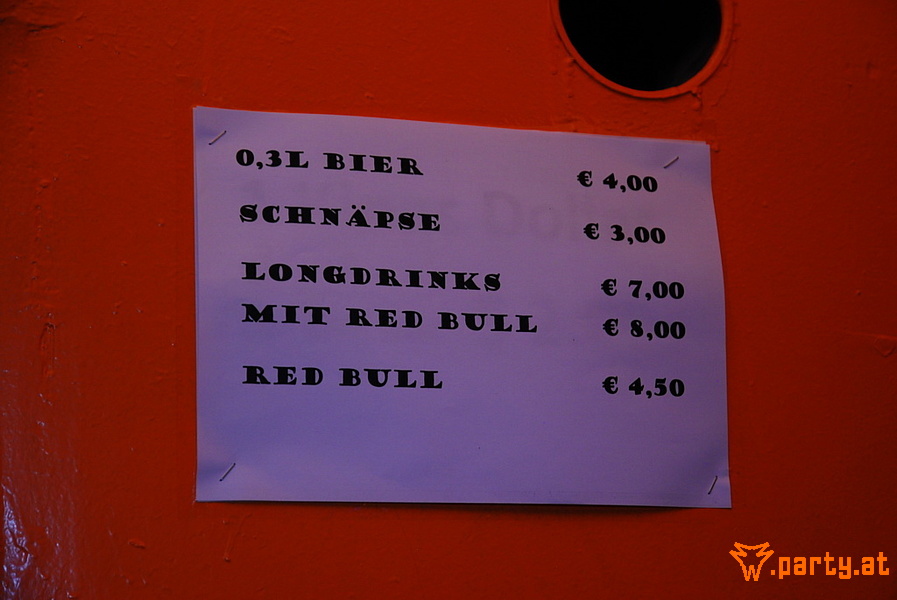 0,3L BIER € 4,00
SCHNÄPSE € 3,00
LONGDRINKS € 7,00
MIT RED BULL € 8,00
RED BULL € 4,50
w.party.at